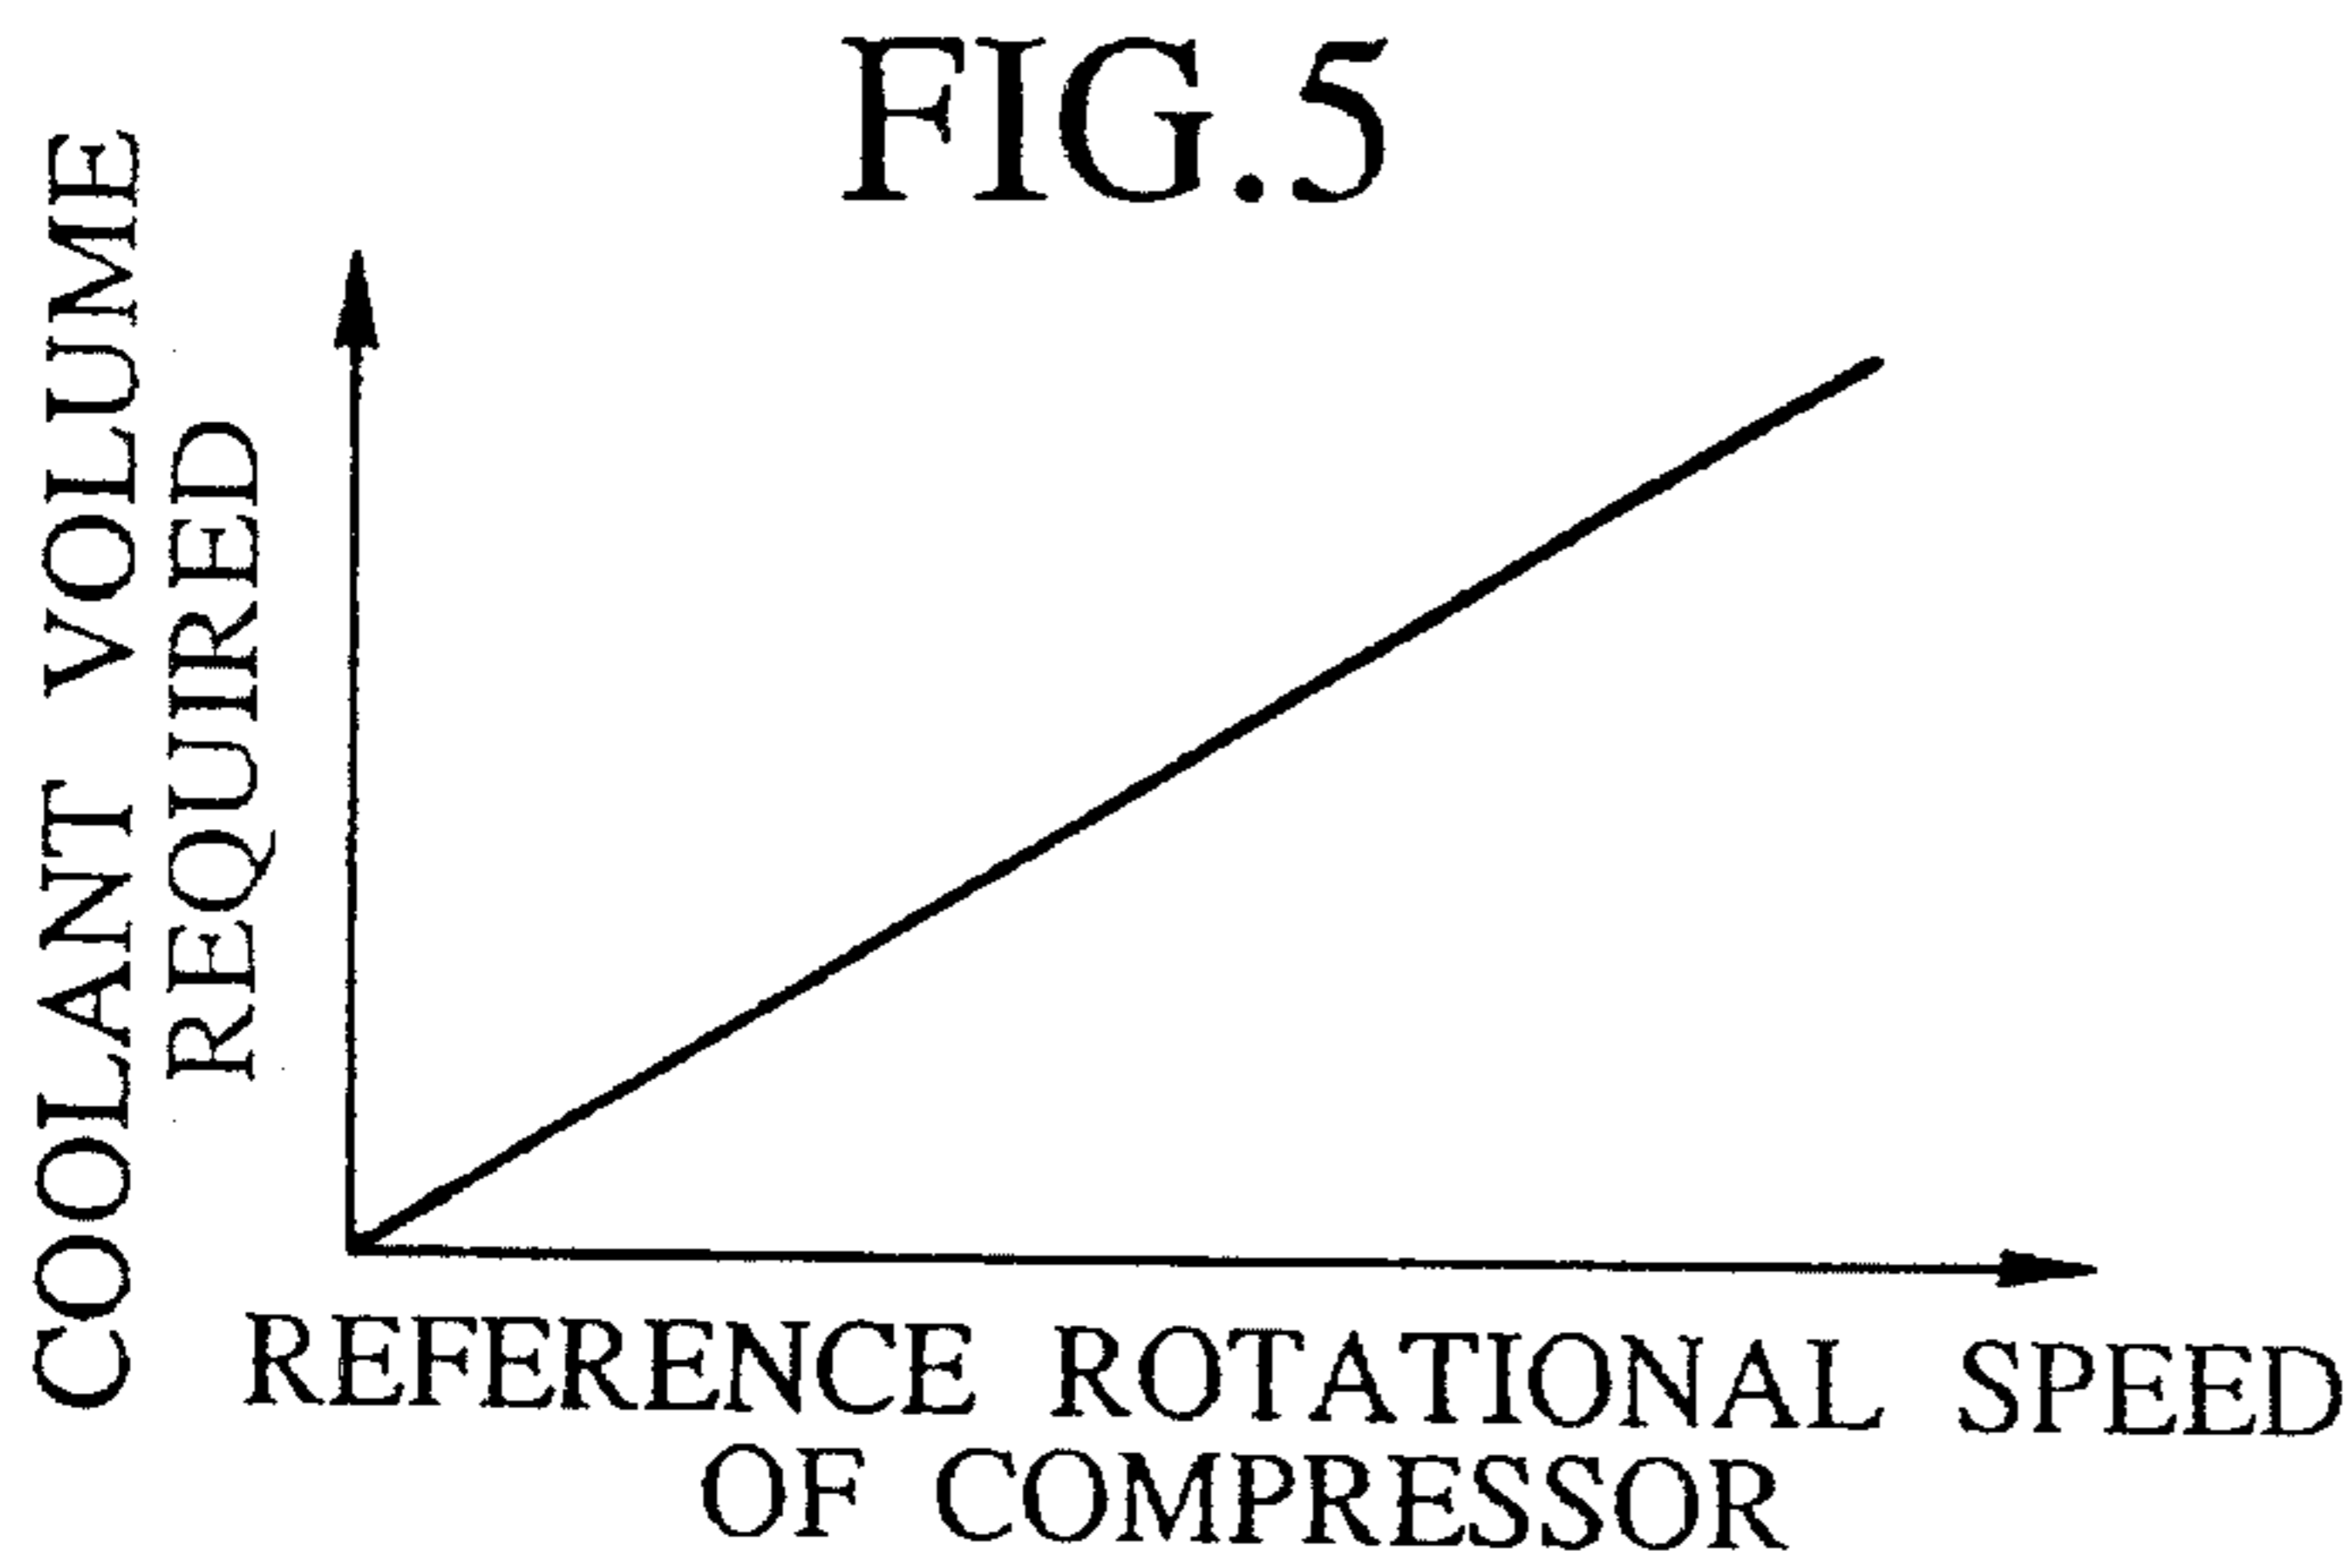 FIG.5
COOLANT VOLUME
REQUIRED
REFERENCE ROTATIONAL SPEED
OF COMPRESSOR